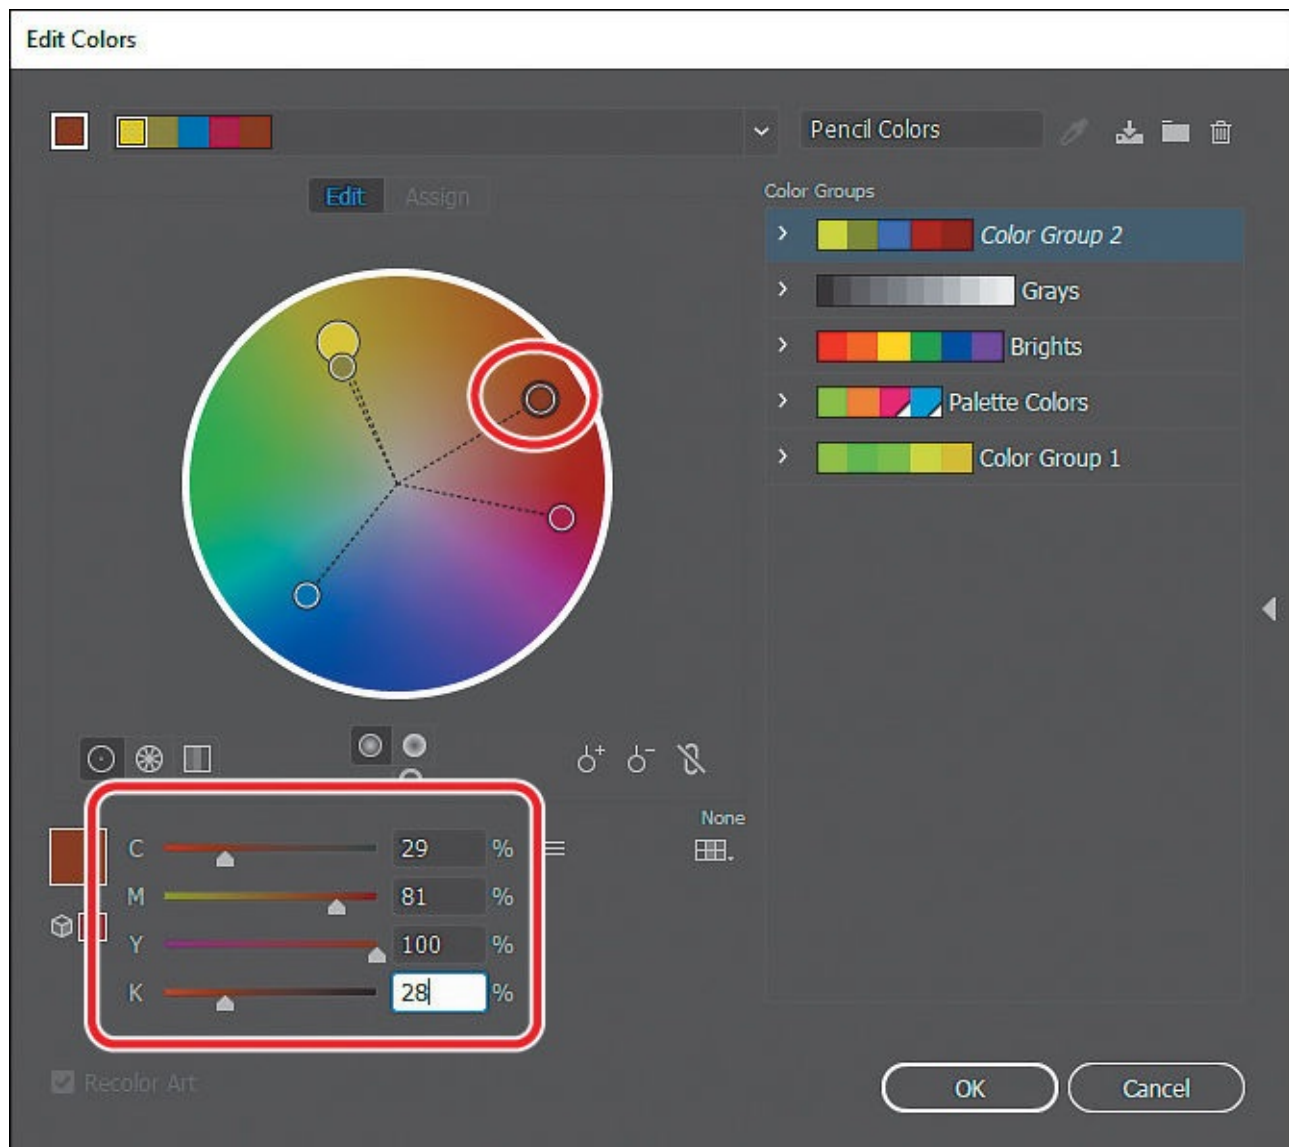 Edit Colors
Pencil Colors
Edit Assign
Color Groups
Color Group 2
Grays
Brights
Palette Colors
Color Group 1
None
C 29 %
M 81 %
Y 100 %
K 28 %
Recolor Art
OK Cancel